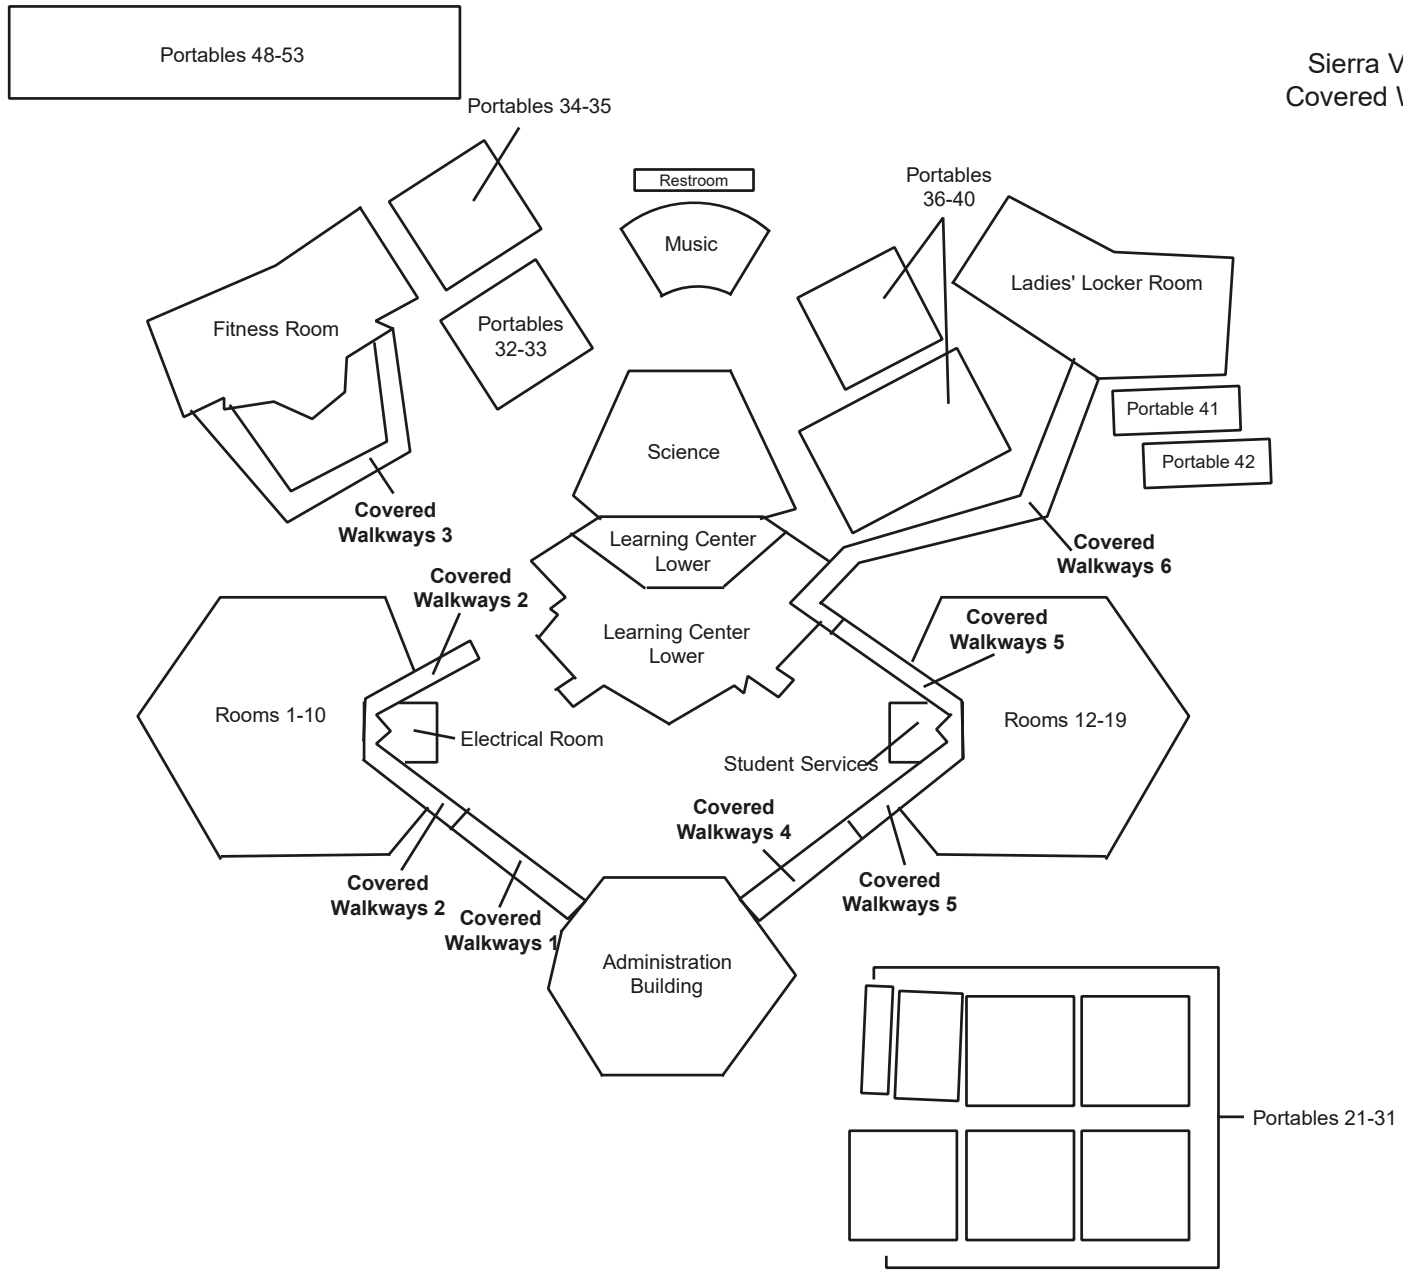 Portables 48-53
Sierra V
Covered W
Portables 34-35
Restroom
Portables
36-40
Music
Ladies' Locker Room
Fitness Room
Portables
32-33
Portable 41
Science
Portable 42
Covered
Walkways 3
Learning Center
Lower
Covered
Walkways 6
Covered
Walkways 2
Covered
Walkways 5
Learning Center
Lower
Rooms 1-10
Rooms 12-19
Electrical Room
Student Services
Covered
Walkways 4
Covered
Walkways 2
Covered
Walkways 5
Covered
Walkways 1
Administration
Building
Portables 21-31